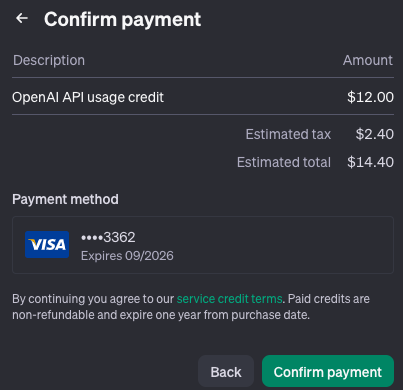 Confirm payment
Description Amount
OpenAI API usage credit $12.00
Estimated tax $2.40
Estimated total $14.40
Payment method
VISA ••••3362
Expires 09/2026
By continuing you agree to our service credit terms. Paid credits are
non-refundable and expire one year from purchase date.
Back Confirm payment